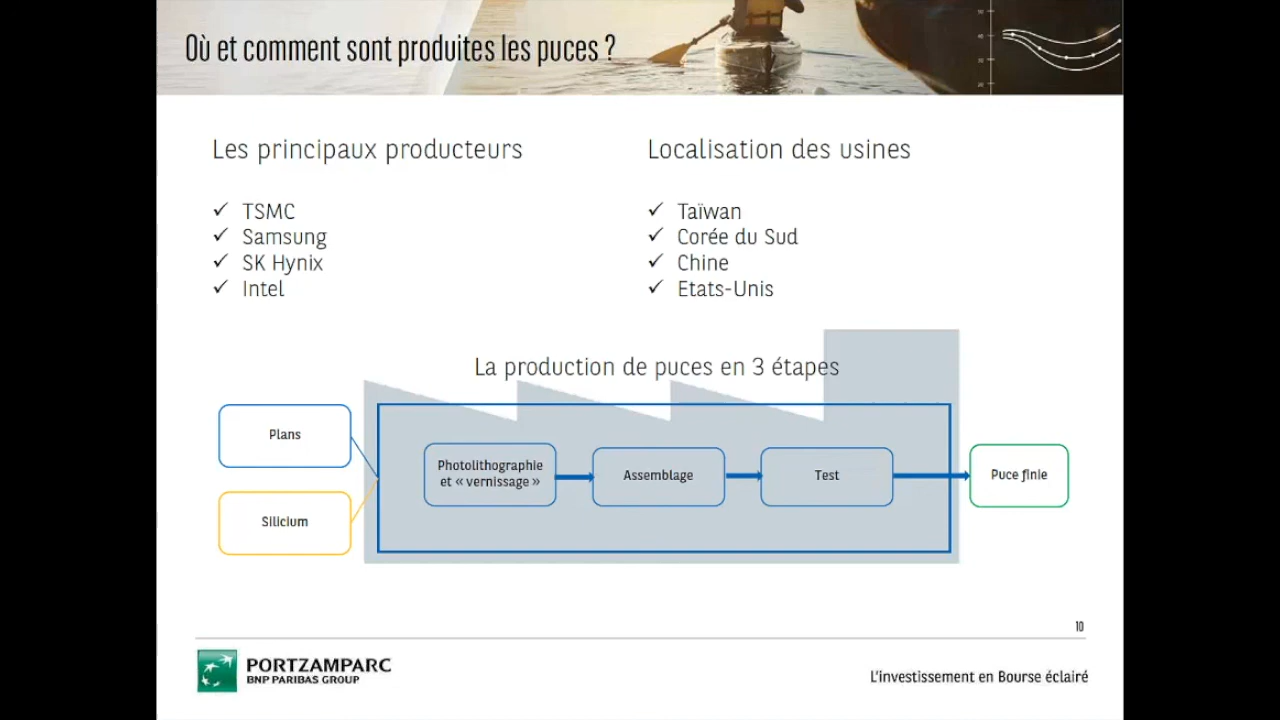 Où et comment sont produites les puces ?
Les principaux producteurs
TSMC
Samsung
SK Hynix
Intel
Localisation des usines
Taïwan
Corée du Sud
Chine
Etats-Unis
La production de puces en 3 étapes
Plans
Silicium
Photolithographie
et « vernissage »
Assemblage
Test
Puce finie
10
PORTZAMPARC
BNP PARIBAS GROUP
L'investissement en Bourse éclairé